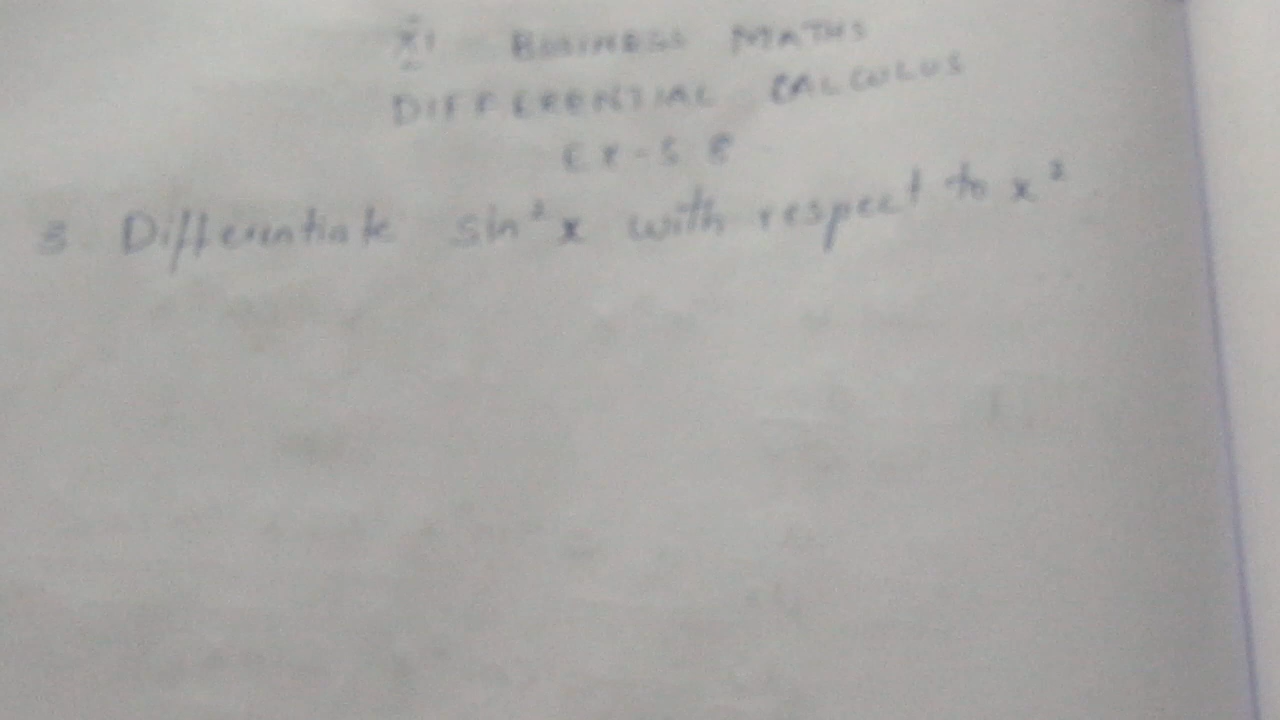 XI BUSINESS MATHS
DIFFERENTIAL CALCULUS
EX-5 8
3 Differentiate sin²x with respect to x².